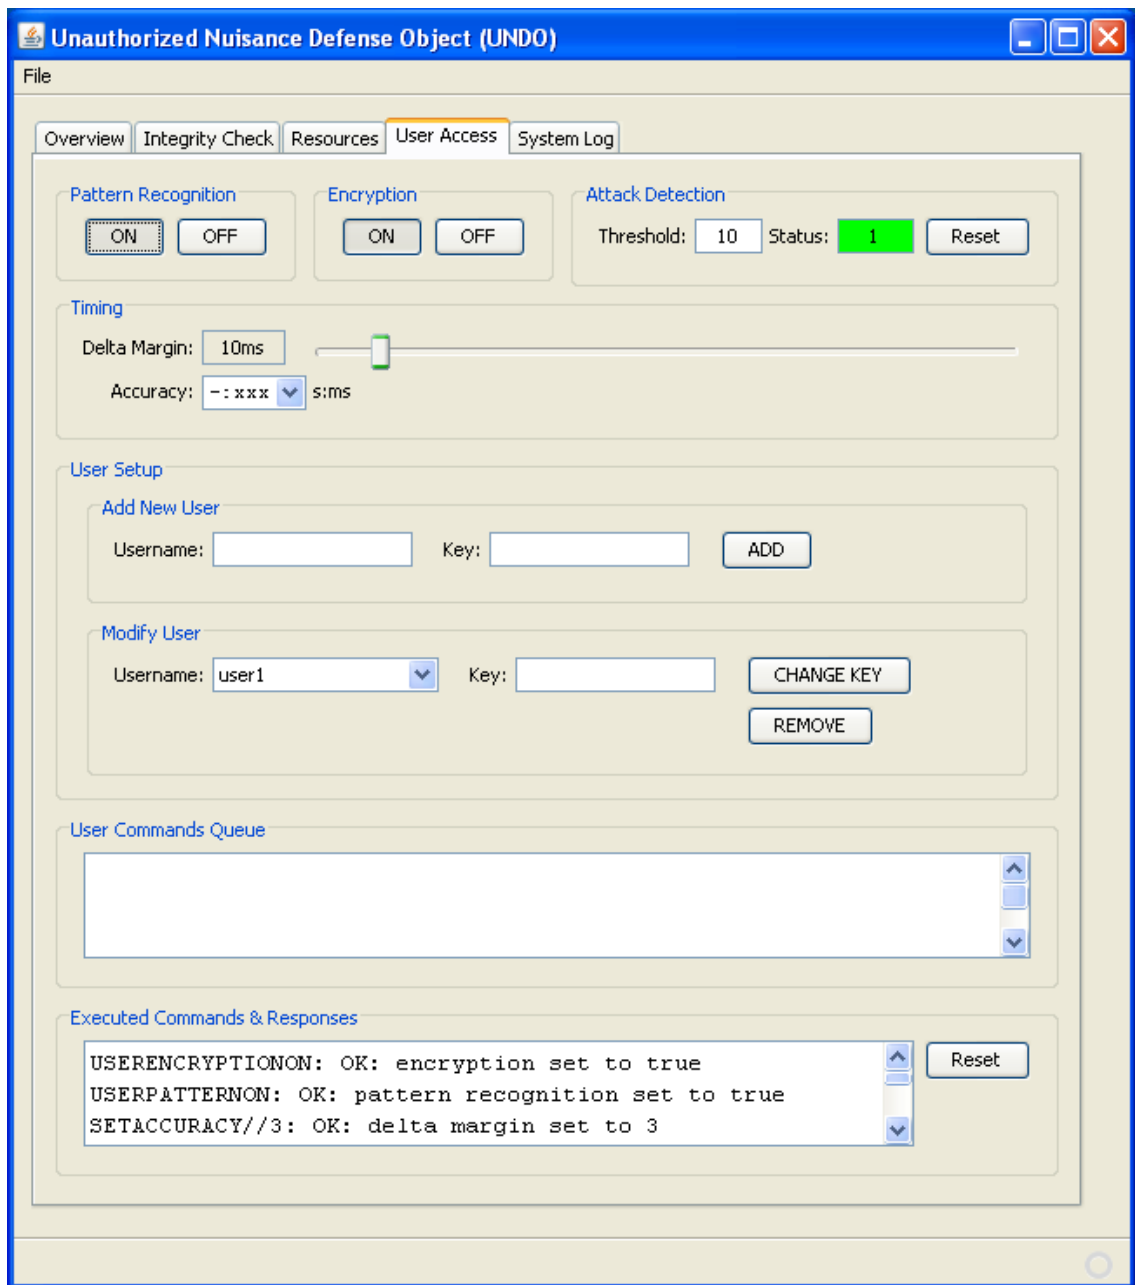 Unauthorized Nuisance Defense Object (UNDO)
File
Overview Integrity Check Resources User Access System Log
Pattern Recognition Encryption Attack Detection
ON OFF ON OFF Threshold: 10 Status: 1 Reset
Timing
Delta Margin: 10ms
Accuracy: -:xxx s:ms
User Setup
Add New User
Username: Key: ADD
Modify User
Username: user1 Key: CHANGE KEY
REMOVE
User Commands Queue
Executed Commands & Responses
USERENCRYPTIONON: OK: encryption set to true Reset
USERPATTERNON: OK: pattern recognition set to true
SETACCURACY//3: OK: delta margin set to 3